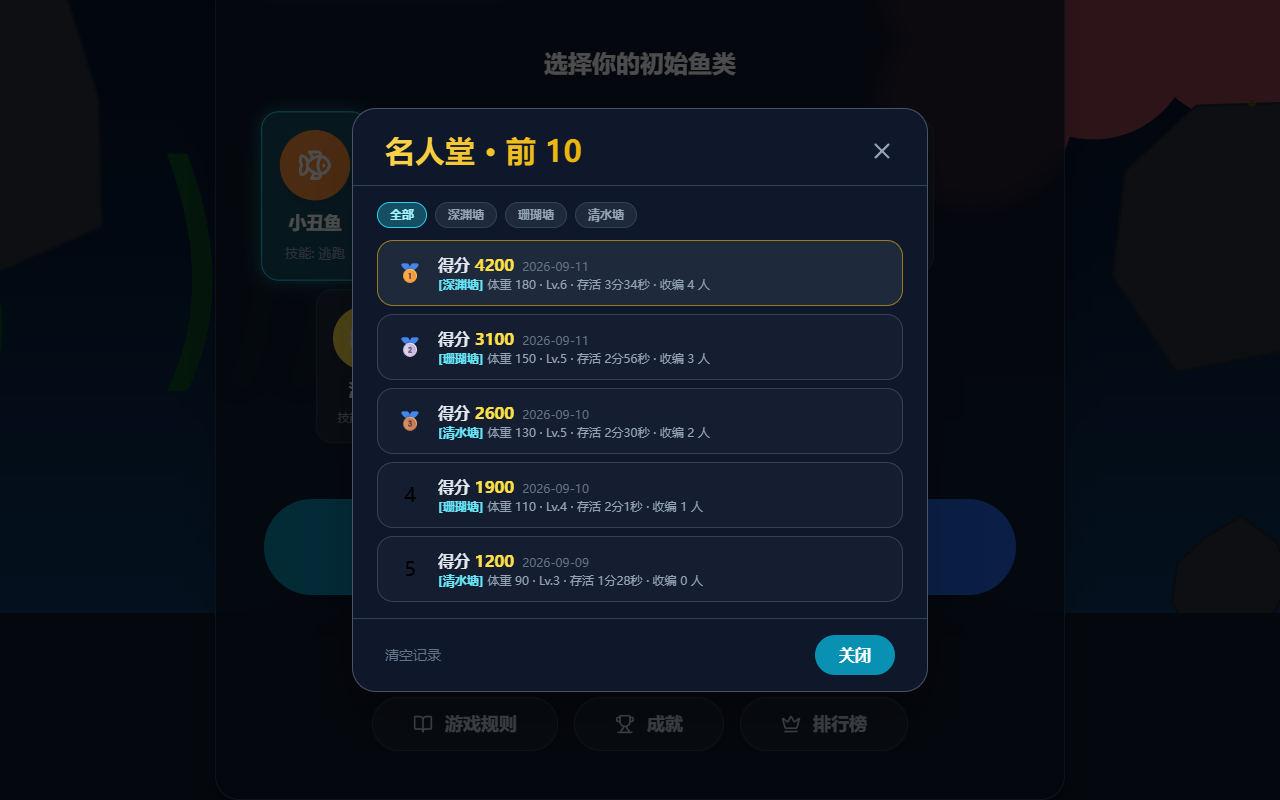 选择你的初始鱼类
名人堂 · 前 10
全部 深渊塘 珊瑚塘 清水塘
小丑鱼
技能: 逃跑
1
得分 4200 2026-09-11
[深渊塘] 体重 180 · Lv.6 · 存活 3分34秒 · 收编 4 人
2
得分 3100 2026-09-11
[珊瑚塘] 体重 150 · Lv.5 · 存活 2分56秒 · 收编 3 人
3
得分 2600 2026-09-10
[清水塘] 体重 130 · Lv.5 · 存活 2分30秒 · 收编 2 人
4
得分 1900 2026-09-10
[珊瑚塘] 体重 110 · Lv.4 · 存活 2分1秒 · 收编 1 人
5
得分 1200 2026-09-09
[清水塘] 体重 90 · Lv.3 · 存活 1分28秒 · 收编 0 人
清空记录 关闭
游戏规则 成就 排行榜